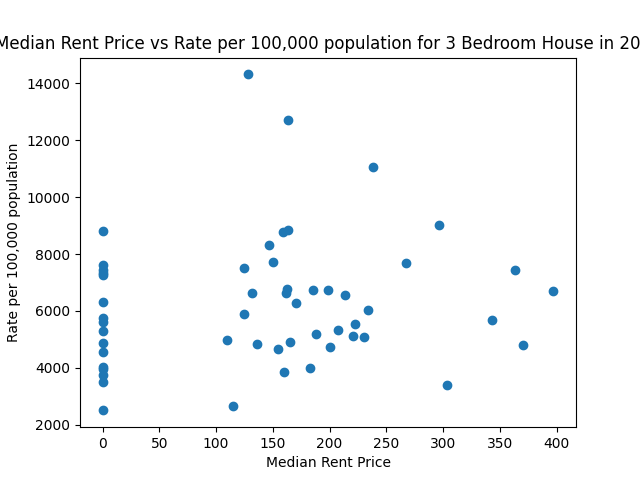 Median Rent Price vs Rate per 100,000 population for 3 Bedroom House in 20
14000
12000
10000
8000
6000
4000
2000
Rate per 100,000 population
0 50 100 150 200 250 300 350 400
Median Rent Price